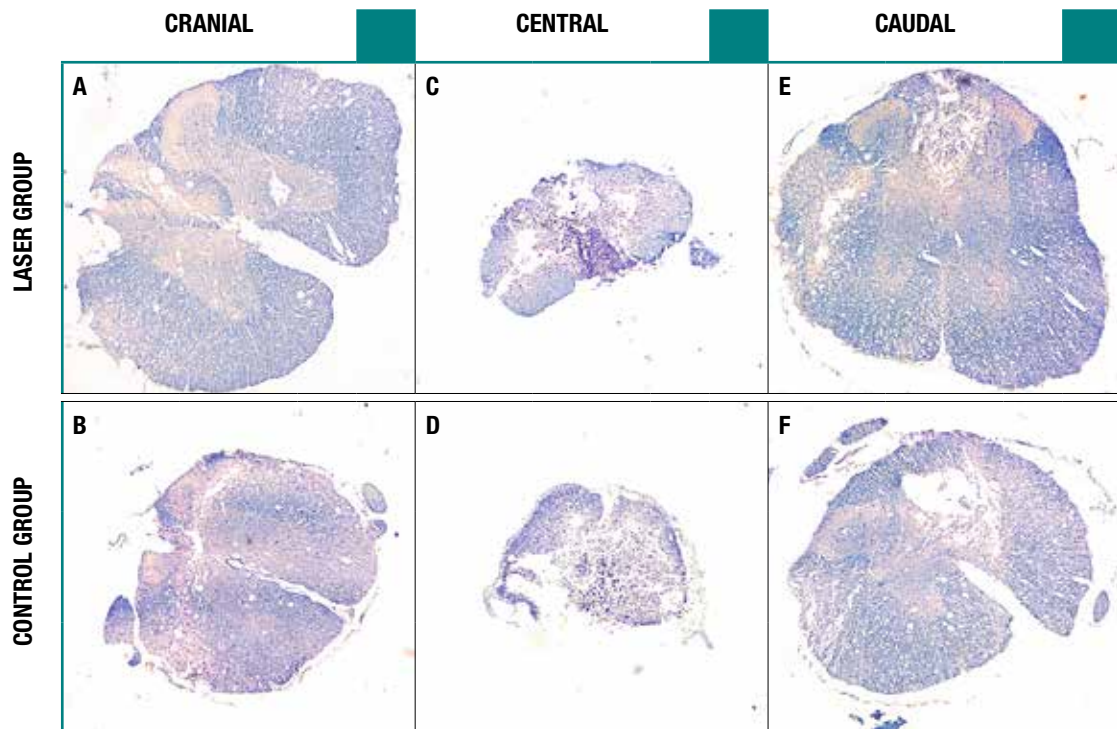 CRANIAL CENTRAL CAUDAL
LASER GROUP
A C E
CONTROL GROUP
B D F